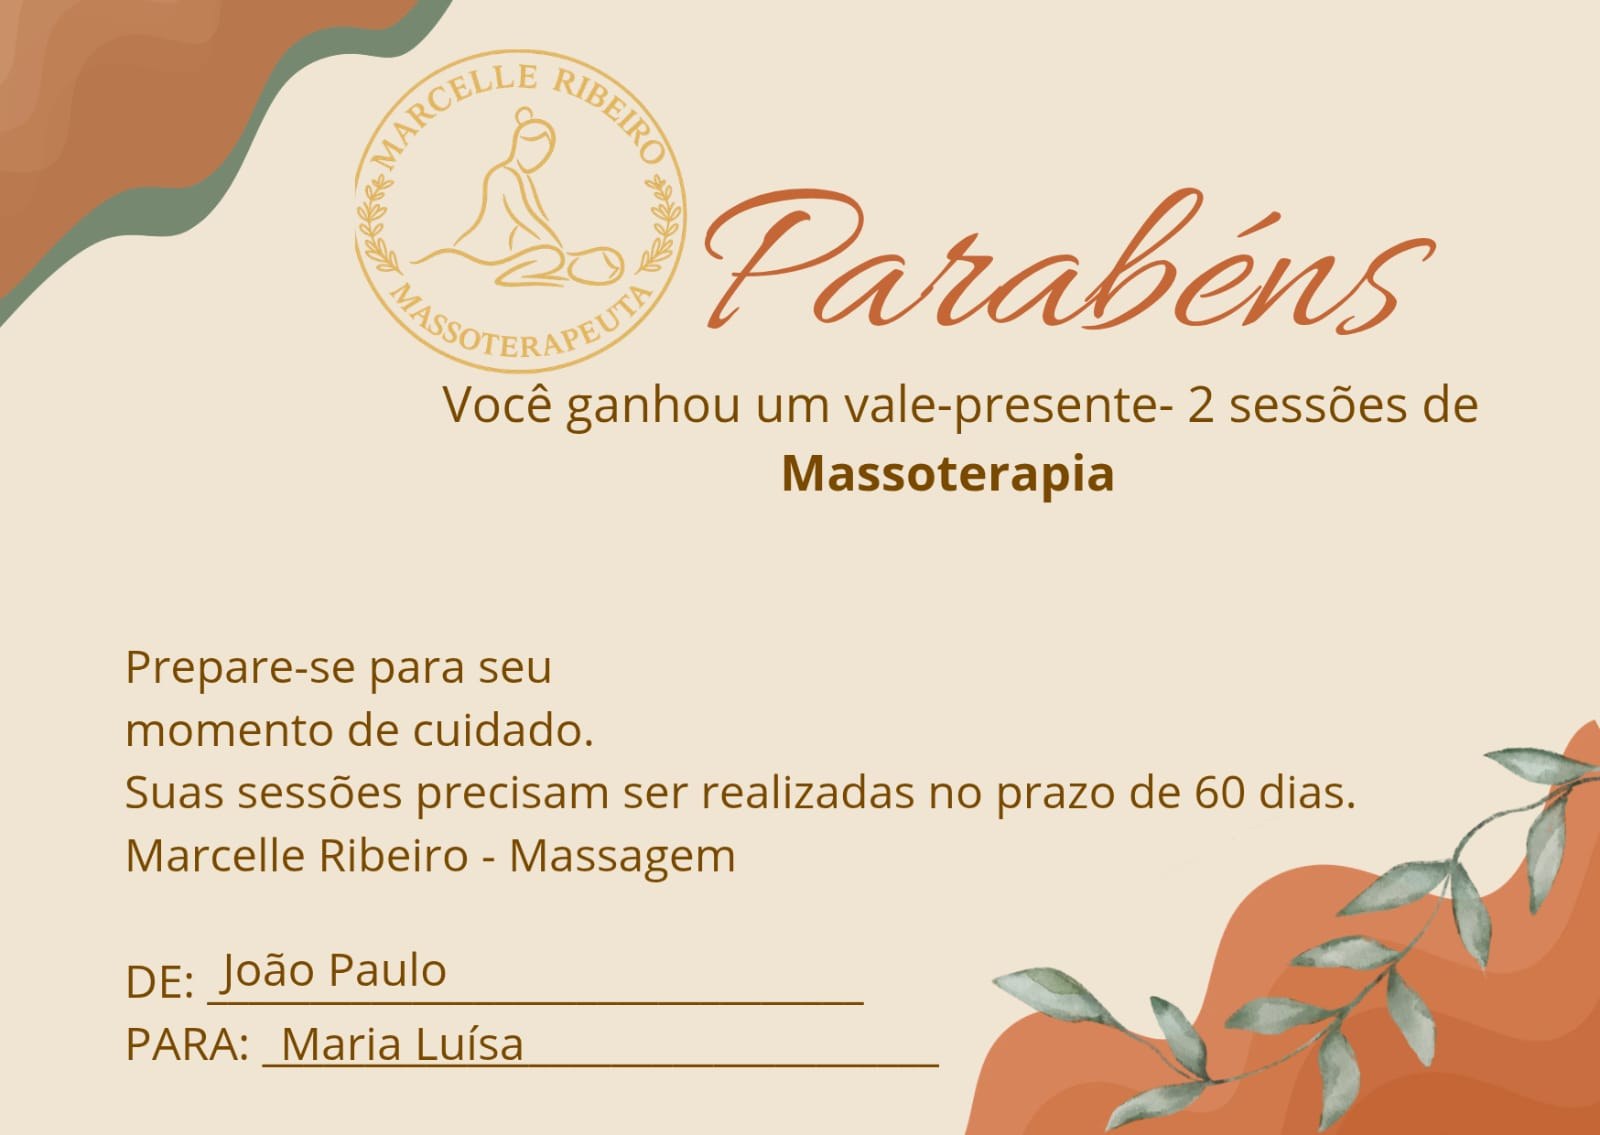 MARCELLE RIBEIRO
MASSOTERAPEUTA
Parabéns
Você ganhou um vale-presente- 2 sessões de
Massoterapia
Prepare-se para seu
momento de cuidado.
Suas sessões precisam ser realizadas no prazo de 60 dias.
Marcelle Ribeiro - Massagem
DE: João Paulo
PARA: Maria Luísa